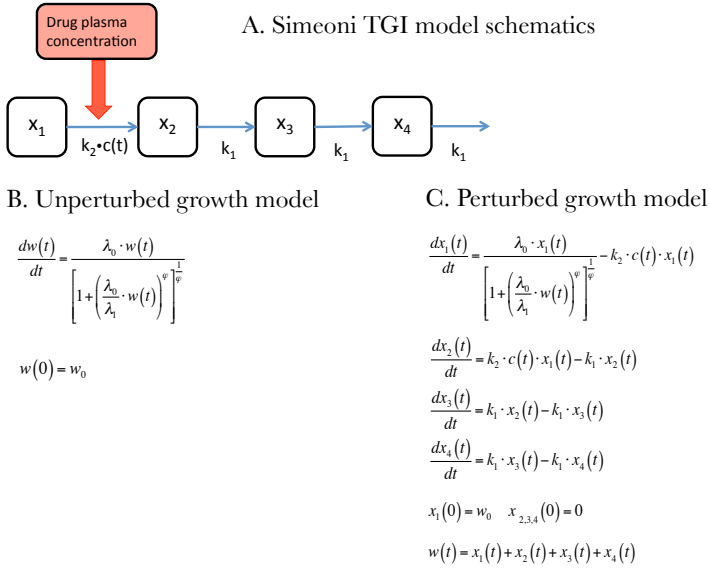 A. Simeoni TGI model schematics
Drug plasma
concentration
x₁
x₂
x₃
x₄
k₂•c(t)
k₁
k₁
k₁
B. Unperturbed growth model
dw(t)/dt = λ₀·w(t) / [1+(λ₀/λ₁·w(t))^φ]^(1/φ)
w(0)=w₀
C. Perturbed growth model
dx₁(t)/dt = λ₀·x₁(t) / [1+(λ₀/λ₁·w(t))^φ]^(1/φ) −k₂·c(t)·x₁(t)
dx₂(t)/dt = k₂·c(t)·x₁(t)−k₁·x₂(t)
dx₃(t)/dt = k₁·x₂(t)−k₁·x₃(t)
dx₄(t)/dt = k₁·x₃(t)−k₁·x₄(t)
x₁(0)=w₀ x₂,₃,₄(0)=0
w(t)=x₁(t)+x₂(t)+x₃(t)+x₄(t)